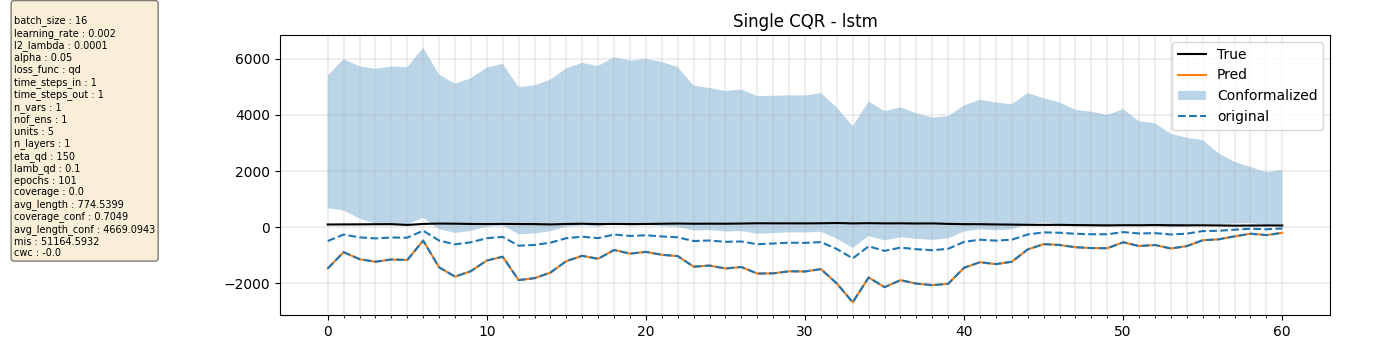 batch_size : 16
learning_rate : 0.002
l2_lambda : 0.0001
alpha : 0.05
loss_func : qd
time_steps_in : 1
time_steps_out : 1
n_vars : 1
nof_ens : 1
units : 5
n_layers : 1
eta_qd : 150
lamb_qd : 0.1
epochs : 101
coverage : 0.0
avg_length : 774.5399
coverage_conf : 0.7049
avg_length_conf : 4669.0943
mis : 51164.5932
cwc : -0.0
Single CQR - lstm
6000
4000
2000
0
−2000
True
Pred
Conformalized
original
0 10 20 30 40 50 60